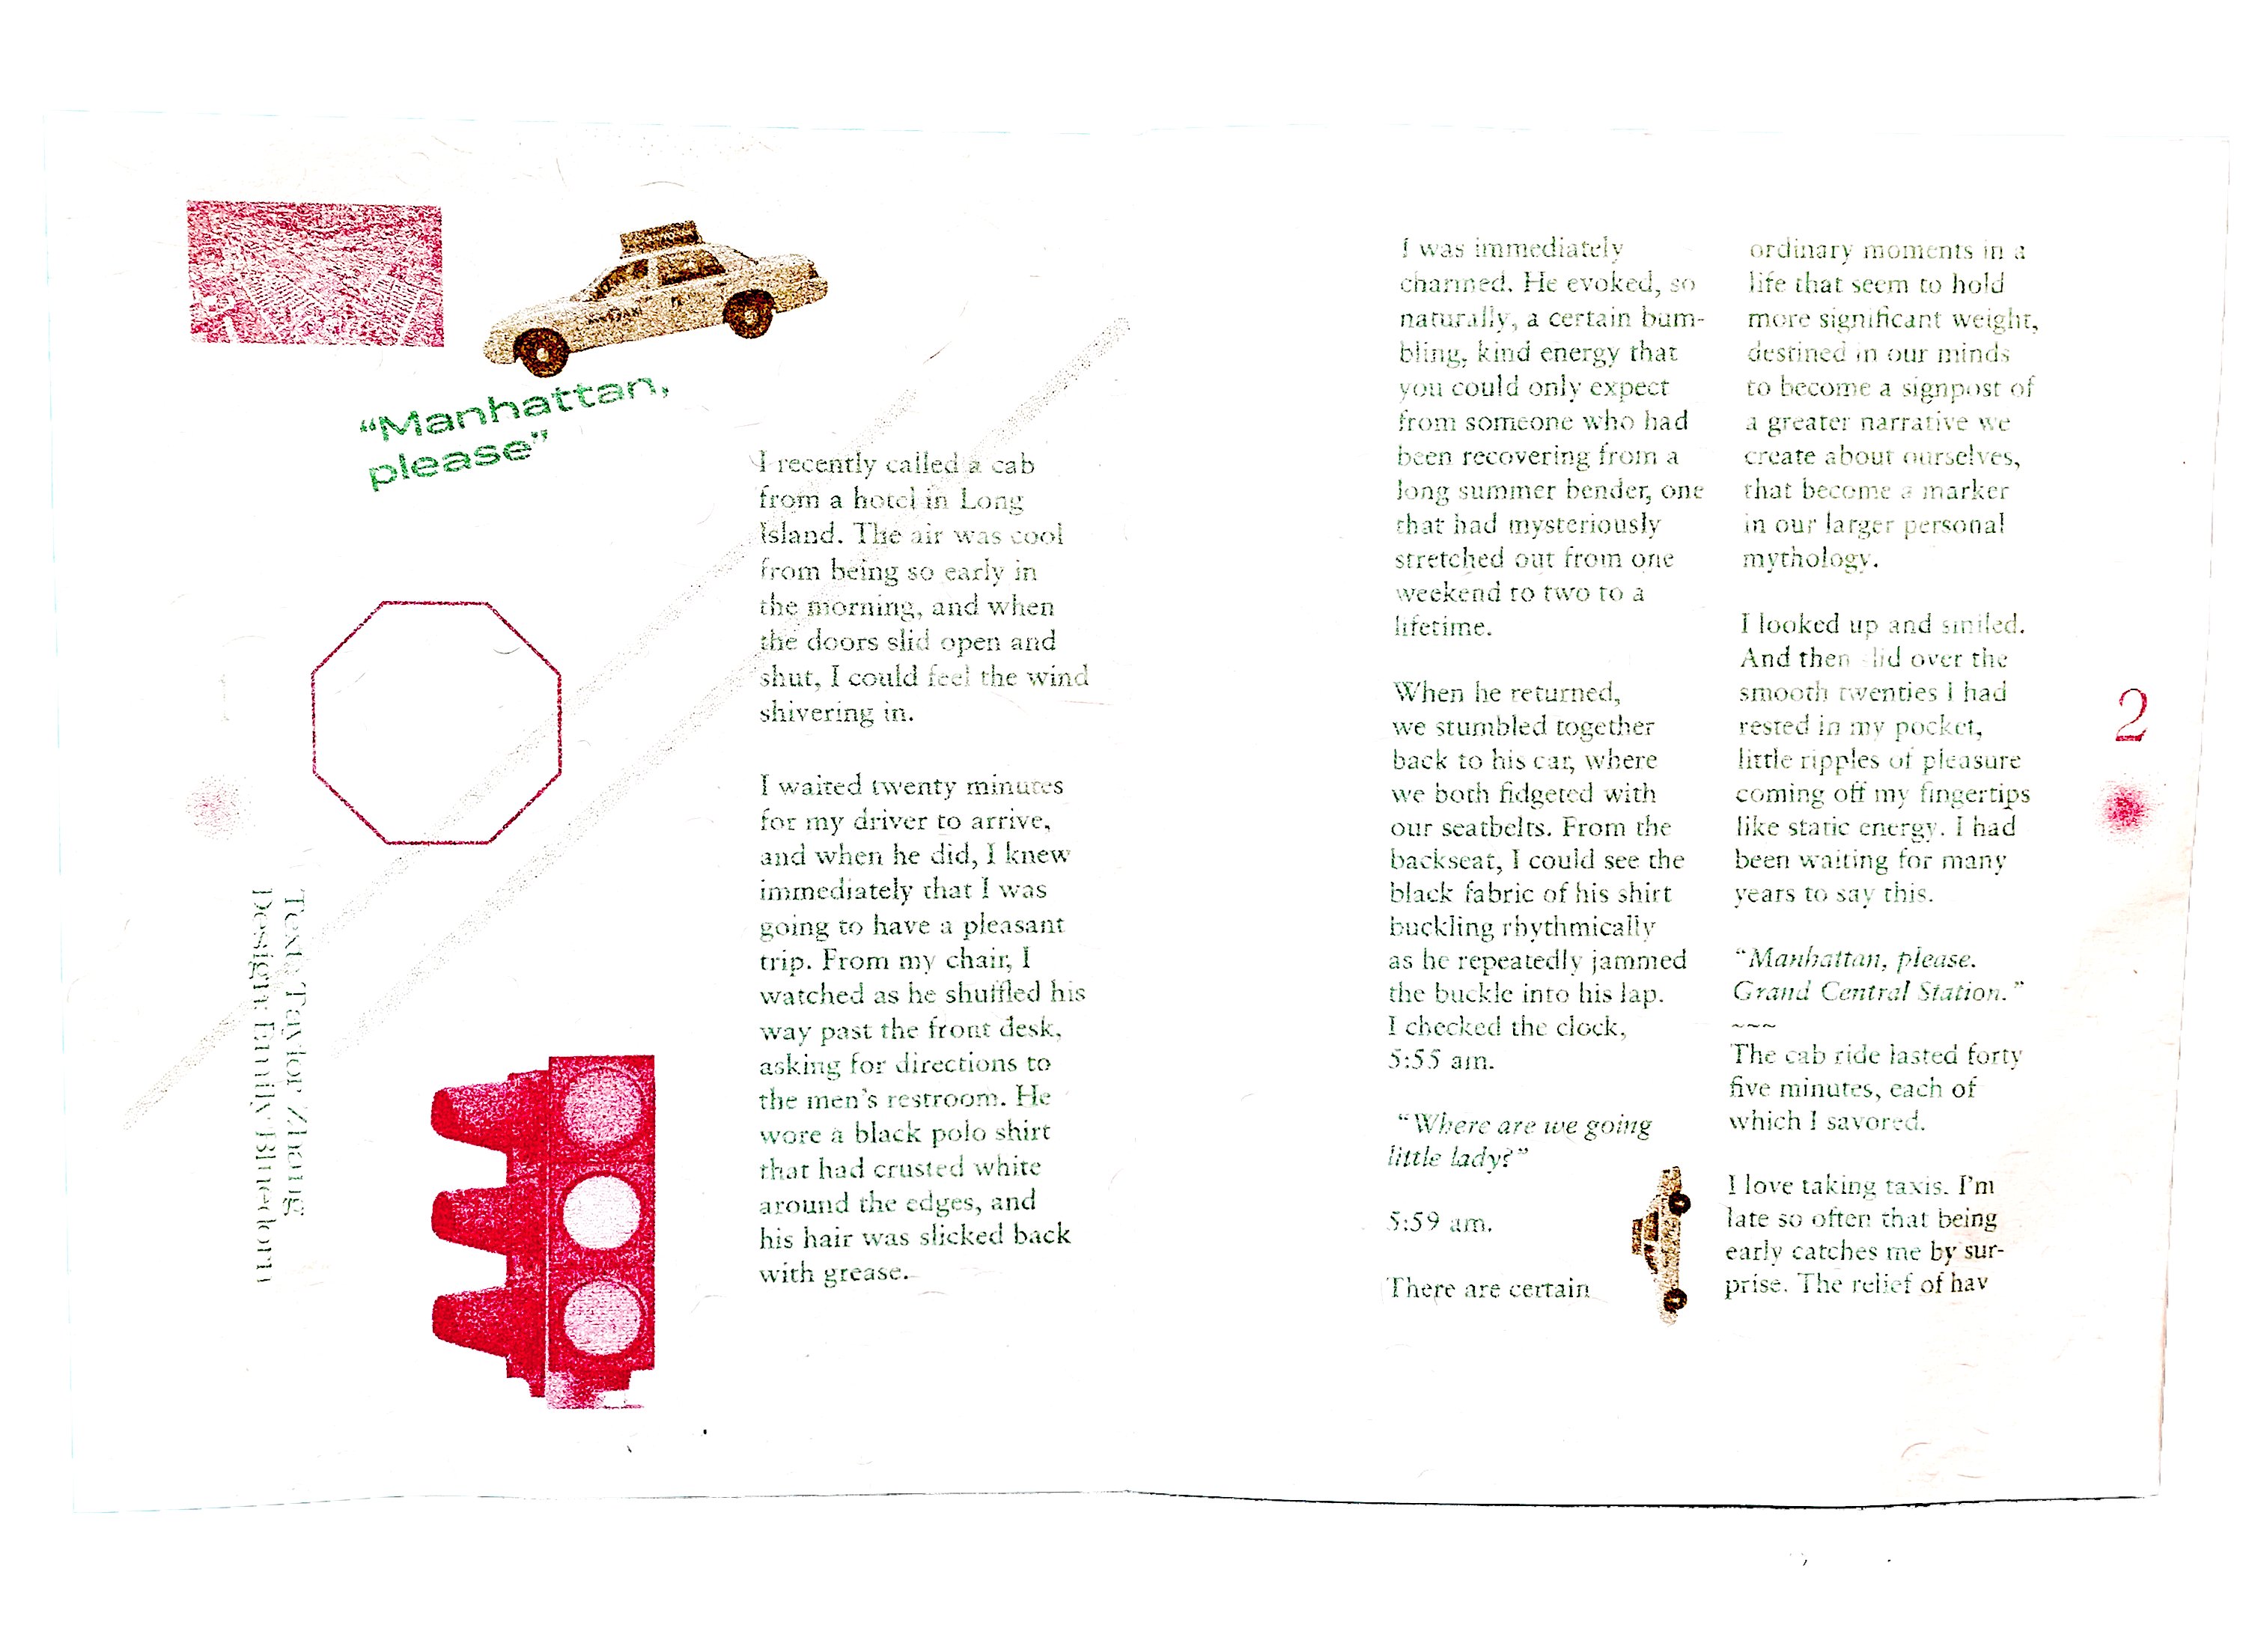 “Manhattan,
please”
I recently called a cab
from a hotel in Long
Island. The air was cool
from being so early in
the morning, and when
the doors slid open and
shut, I could feel the wind
shivering in.
I waited twenty minutes
for my driver to arrive,
and when he did, I knew
immediately that I was
going to have a pleasant
trip. From my chair, I
watched as he shuffled his
way past the front desk,
asking for directions to
the men’s restroom. He
wore a black polo shirt
that had crusted white
around the edges, and
his hair was slicked back
with grease.
Text: Taylor Zhang
Design: Emily Bluedorn
I was immediately
charmed. He evoked, so
naturally, a certain bum-
bling, kind energy that
you could only expect
from someone who had
been recovering from a
long summer bender, one
that had mysteriously
stretched out from one
weekend to two to a
lifetime.
When he returned,
we stumbled together
back to his car, where
we both fidgeted with
our seatbelts. From the
backseat, I could see the
black fabric of his shirt
buckling rhythmically
as he repeatedly jammed
the buckle into his lap.
I checked the clock,
5:55 am.
“Where are we going
little lady?”
5:59 am.
There are certain
ordinary moments in a
life that seem to hold
more significant weight,
destined in our minds
to become a signpost of
a greater narrative we
create about ourselves,
that become a marker
in our larger personal
mythology.
I looked up and smiled.
And then slid over the
smooth twenties I had
rested in my pocket,
little ripples of pleasure
coming off my fingertips
like static energy. I had
been waiting for many
years to say this.
“Manhattan, please.
Grand Central Station.”
~~~
The cab ride lasted forty
five minutes, each of
which I savored.
I love taking taxis. I’m
late so often that being
early catches me by sur-
prise. The relief of hav
2